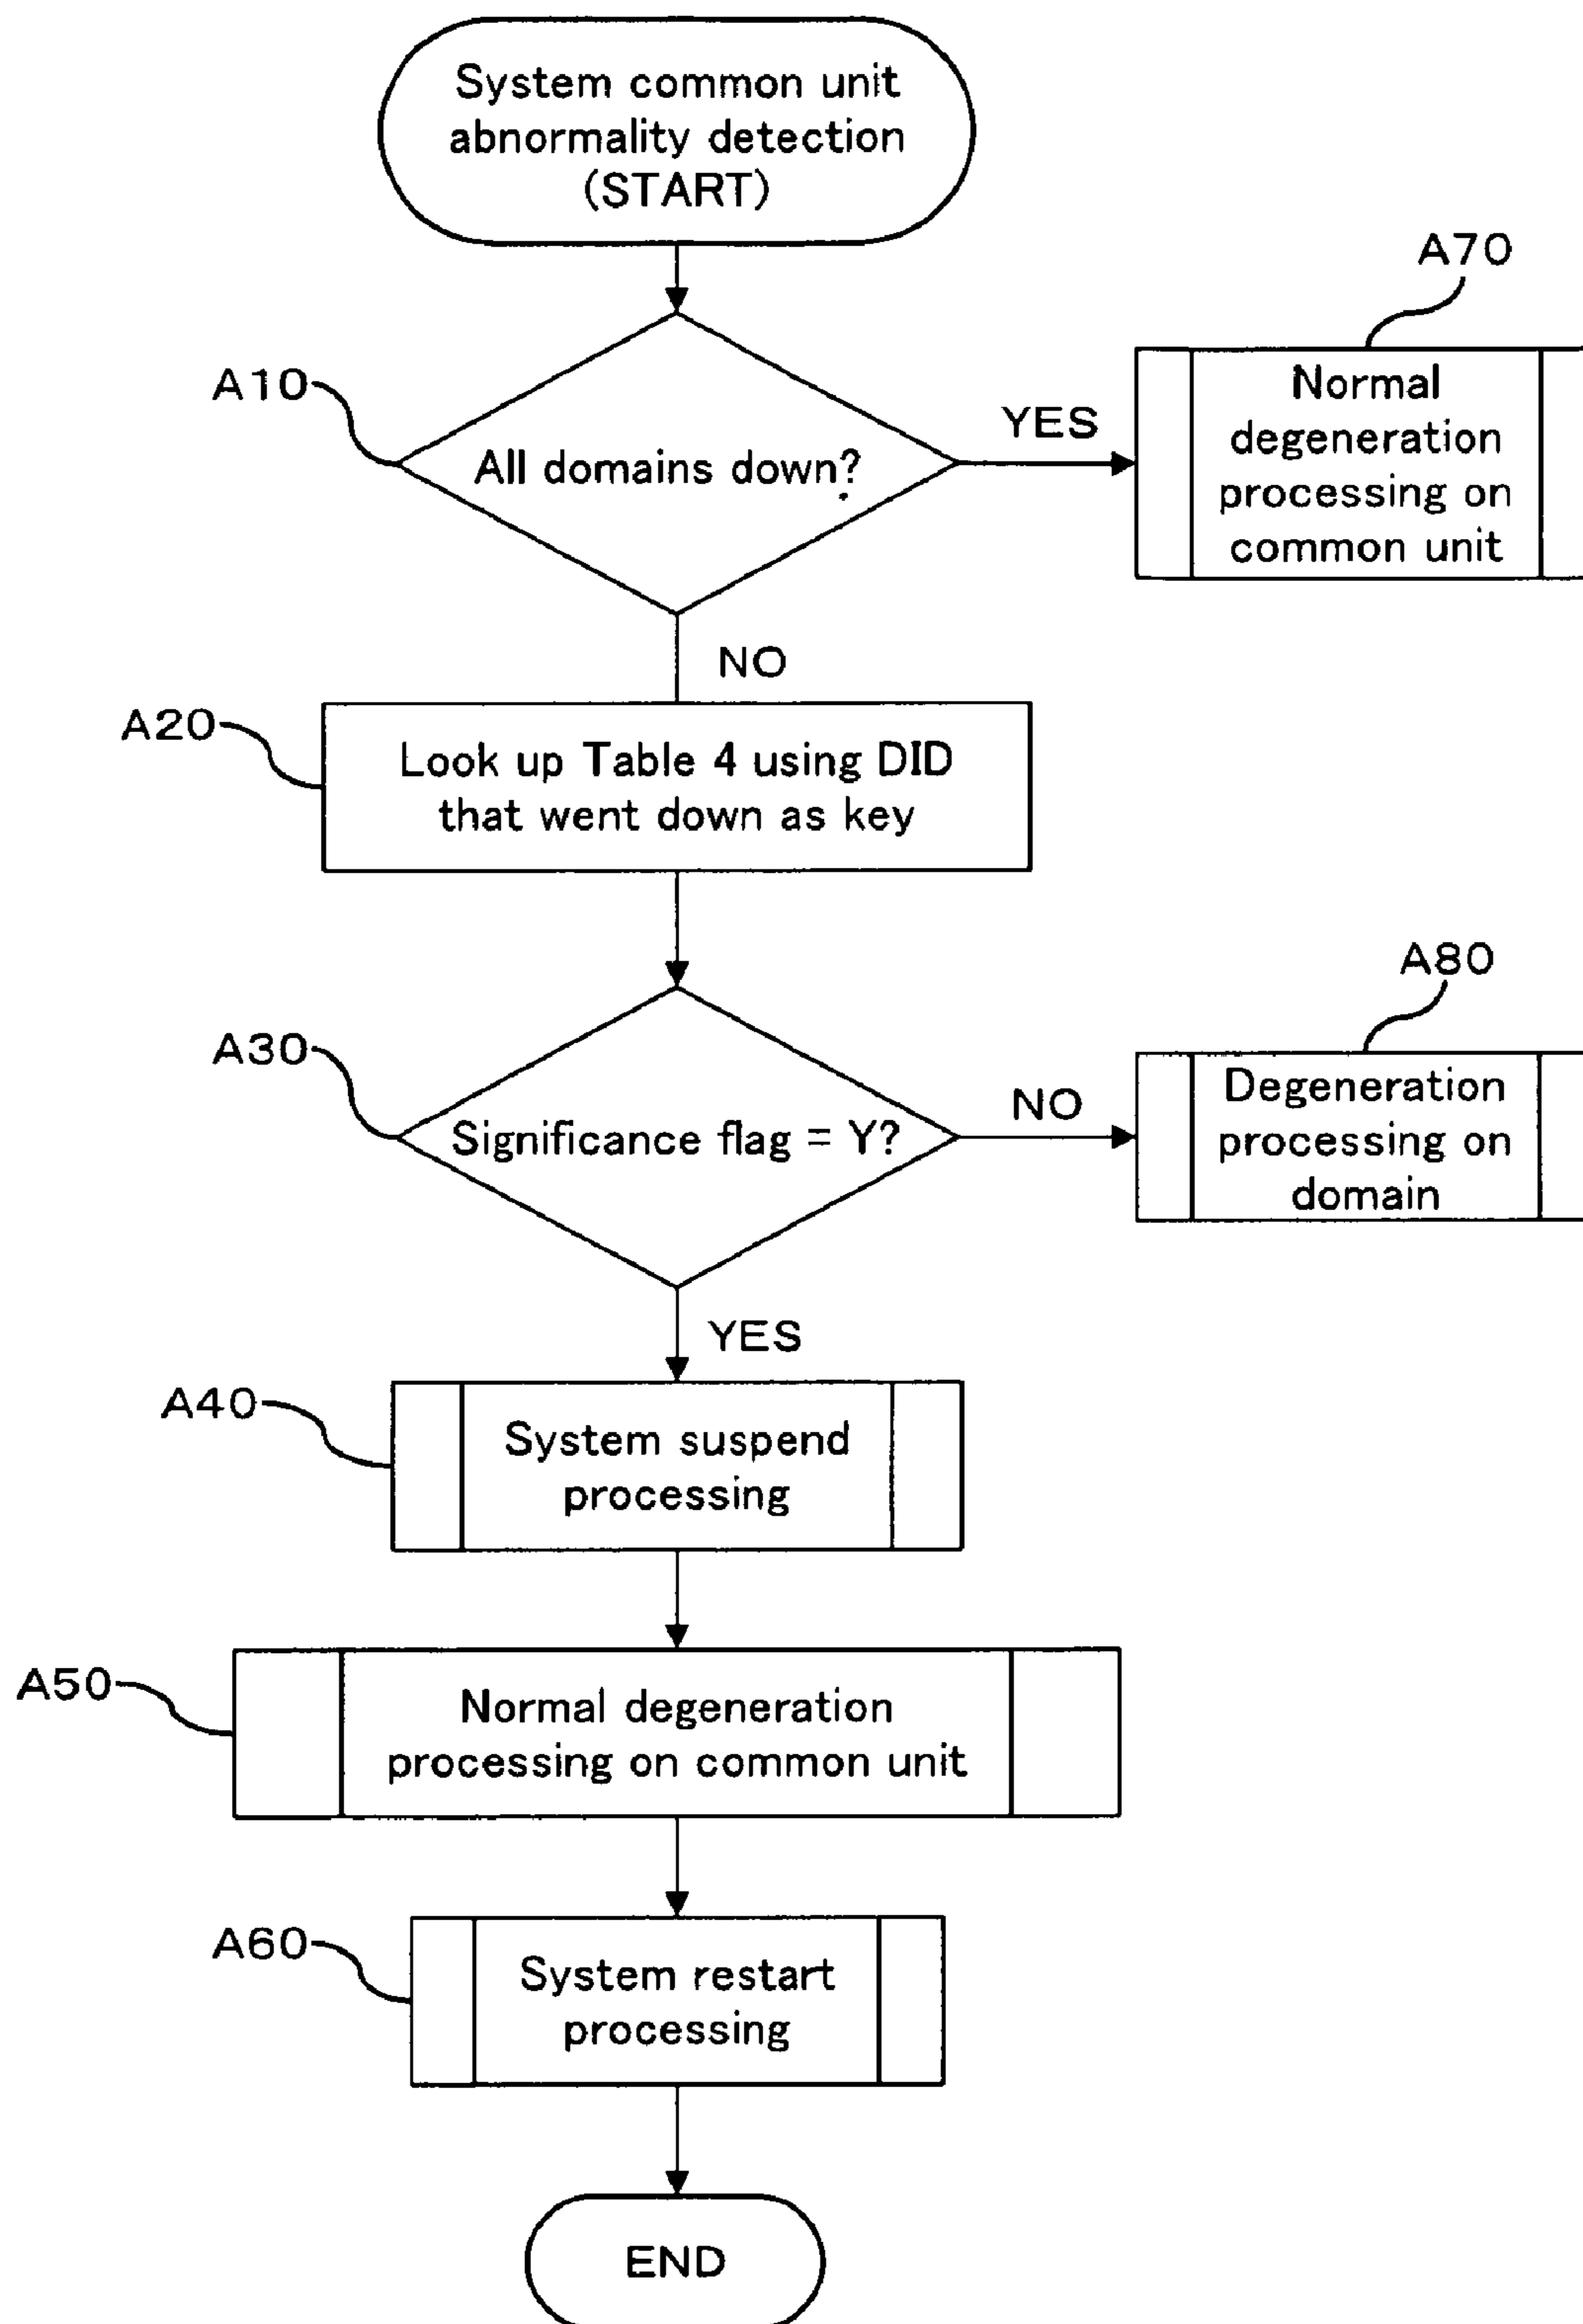 System common unit
abnormality detection
(START)
A70
A10
All domains down?
YES
Normal
degeneration
processing on
common unit
NO
A20
Look up Table 4 using DID
that went down as key
A80
A30
Significance flag = Y?
NO
Degeneration
processing on
domain
YES
A40
System suspend
processing
A50
Normal degeneration
processing on common unit
A60
System restart
processing
END